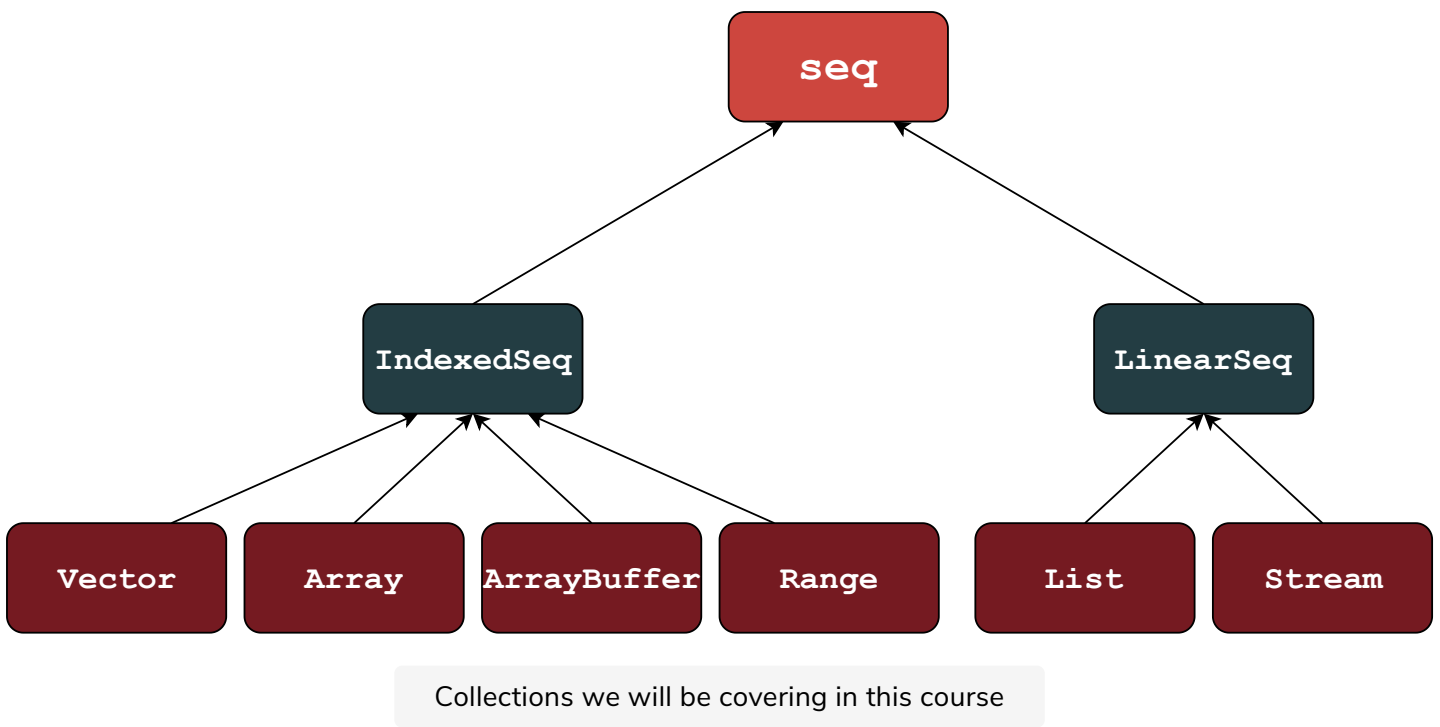 seq
IndexedSeq
LinearSeq
Vector
Array
ArrayBuffer
Range
List
Stream
Collections we will be covering in this course